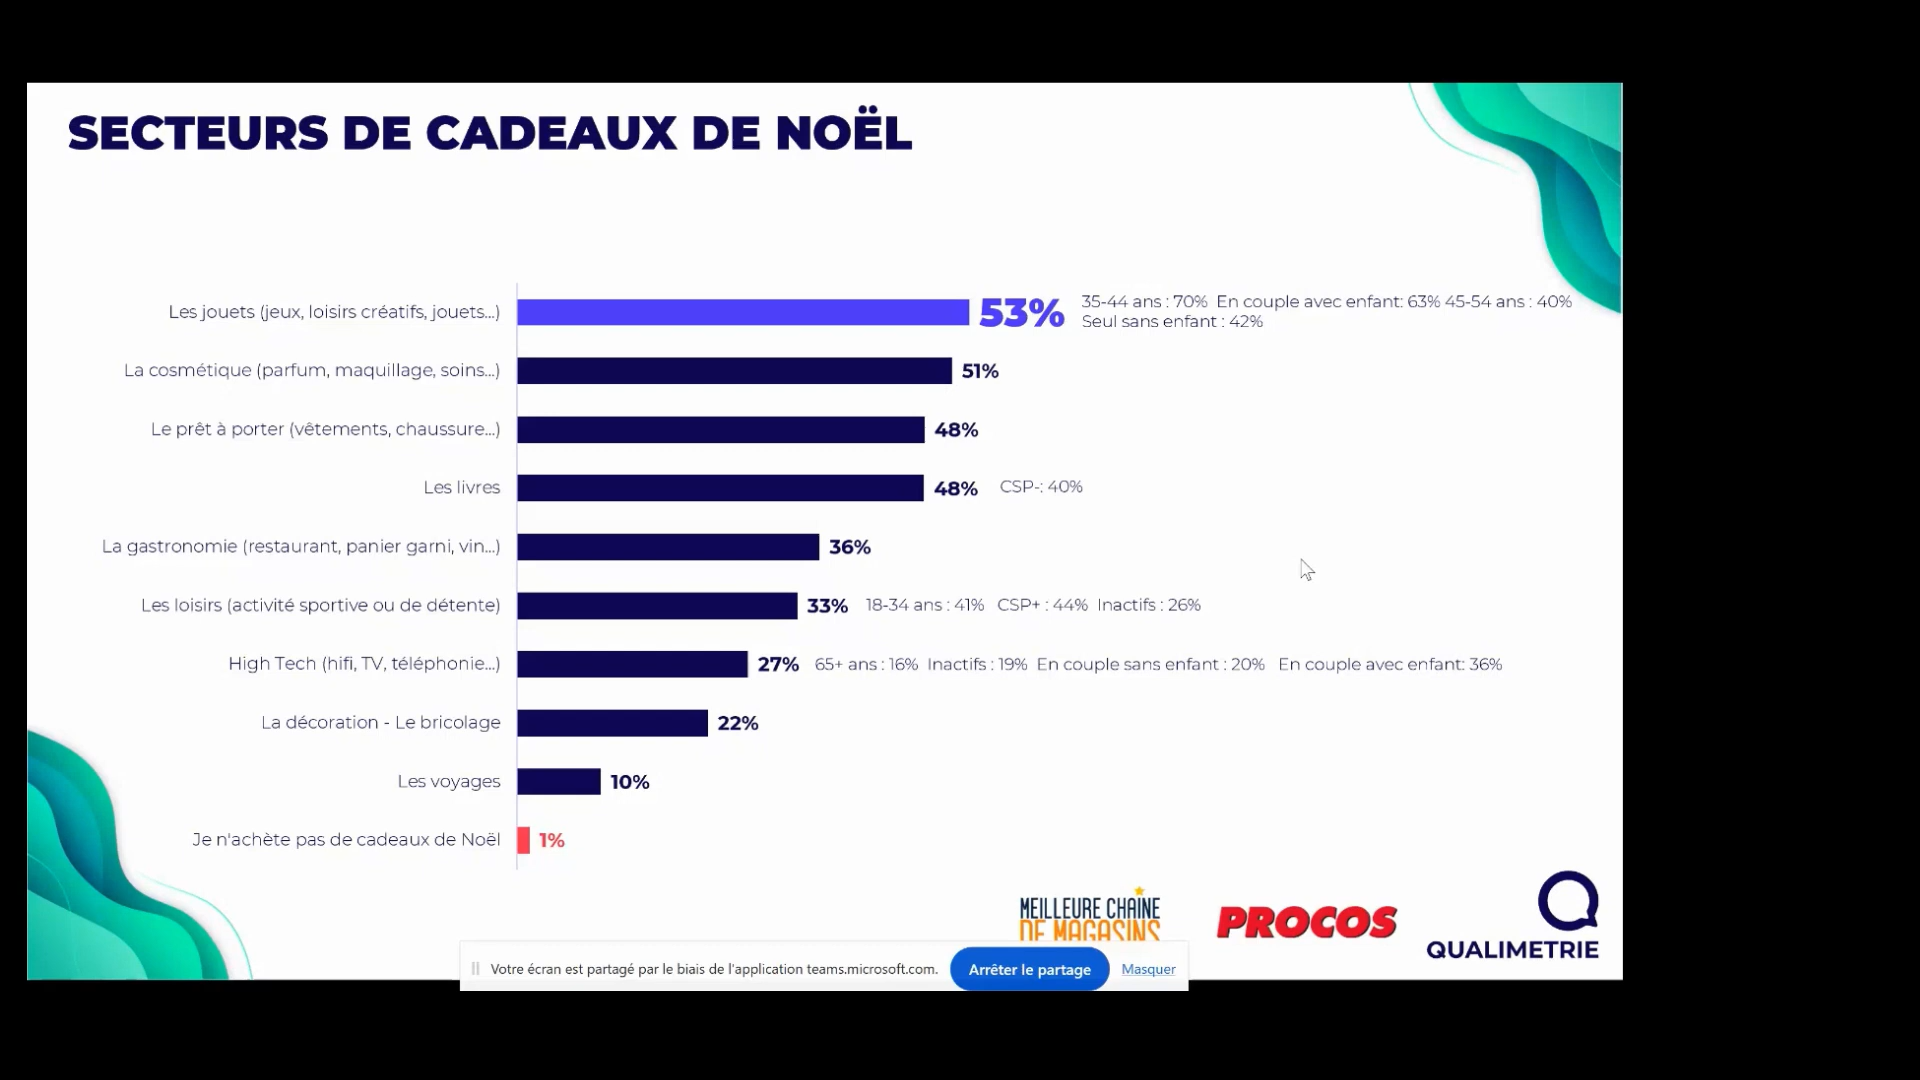 SECTEURS DE CADEAUX DE NOËL
Les jouets (jeux, loisirs créatifs, jouets...)
53%
35-44 ans : 70% En couple avec enfant: 63% 45-54 ans : 40%
Seul sans enfant : 42%
La cosmétique (parfum, maquillage, soins...)
51%
Le prêt à porter (vêtements, chaussure...)
48%
Les livres
48%
CSP-: 40%
La gastronomie (restaurant, panier garni, vin...)
36%
Les loisirs (activité sportive ou de détente)
33%
18-34 ans : 41% CSP+ : 44% Inactifs : 26%
High Tech (hifi, TV, téléphonie...)
27%
65+ ans : 16% Inactifs : 19% En couple sans enfant : 20% En couple avec enfant: 36%
La décoration - Le bricolage
22%
Les voyages
10%
Je n'achète pas de cadeaux de Noël
1%
MEILLEURE CHAÎNE
DE MAGASINS
PROCOS
QUALIMETRIE
Votre écran est partagé par le biais de l'application teams.microsoft.com.
Arrêter le partage
Masquer